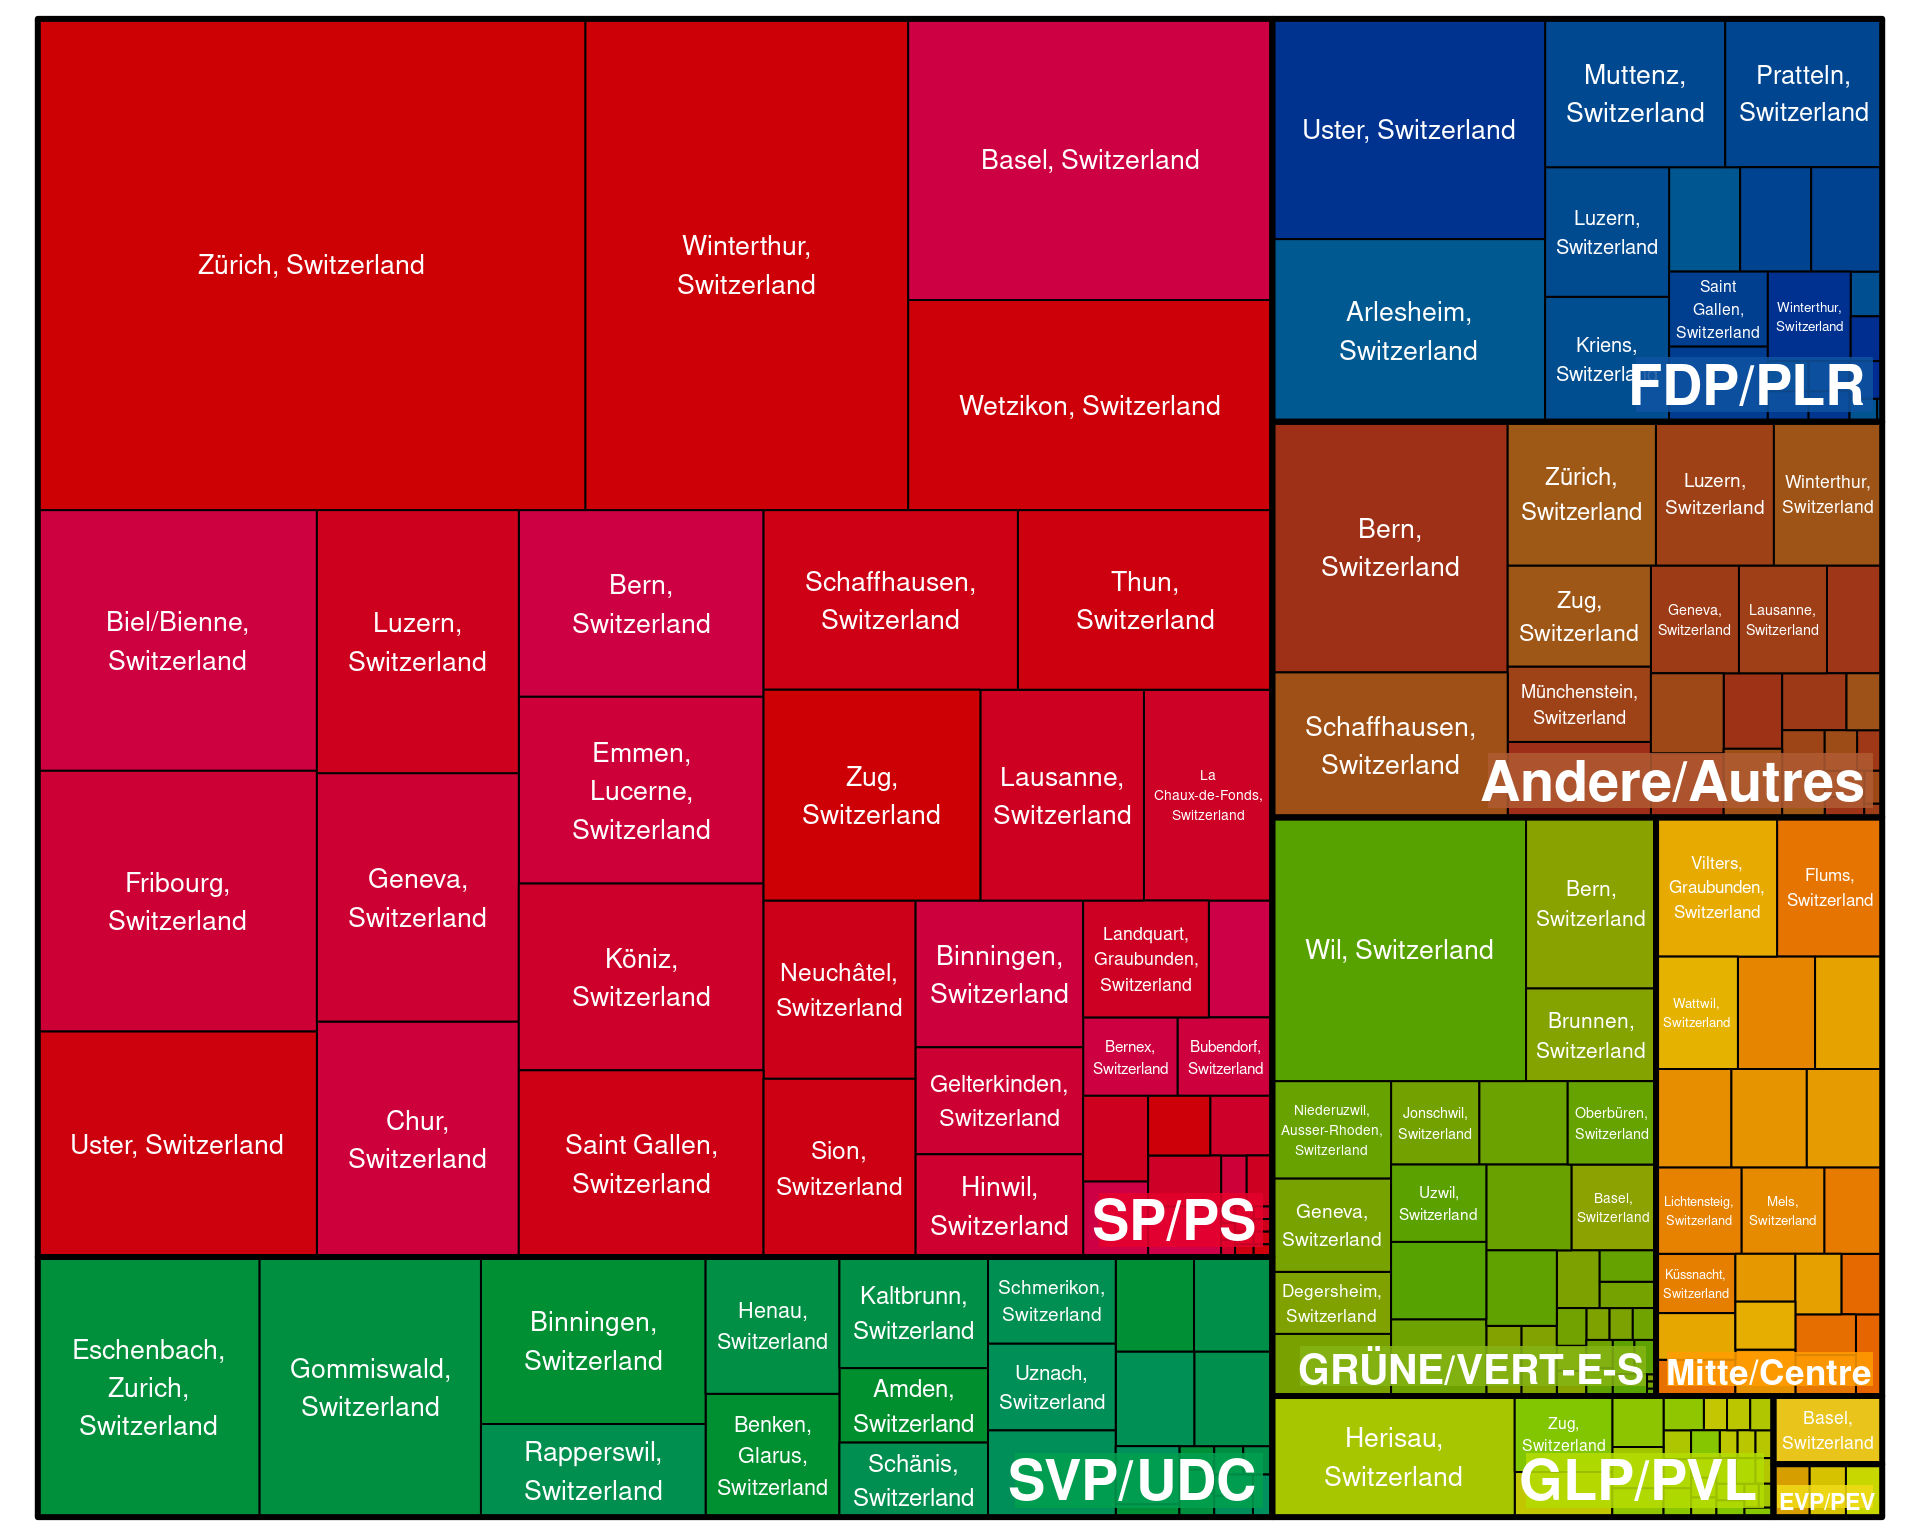 Zürich, Switzerland
Winterthur,
Switzerland
Basel, Switzerland
Wetzikon, Switzerland
Biel/Bienne,
Switzerland
Fribourg,
Switzerland
Uster, Switzerland
Luzern,
Switzerland
Geneva,
Switzerland
Chur,
Switzerland
Bern,
Switzerland
Emmen,
Lucerne,
Switzerland
Köniz,
Switzerland
Saint Gallen,
Switzerland
Schaffhausen,
Switzerland
Thun,
Switzerland
Zug,
Switzerland
Lausanne,
Switzerland
La
Chaux-de-Fonds,
Switzerland
Neuchâtel,
Switzerland
Sion,
Switzerland
Binningen,
Switzerland
Gelterkinden,
Switzerland
Hinwil,
Switzerland
Landquart,
Graubunden,
Switzerland
Bernex,
Switzerland
Bubendorf,
Switzerland
SP/PS
Eschenbach,
Zurich,
Switzerland
Gommiswald,
Switzerland
Binningen,
Switzerland
Rapperswil,
Switzerland
Henau,
Switzerland
Benken,
Glarus,
Switzerland
Kaltbrunn,
Switzerland
Amden,
Switzerland
Schänis,
Switzerland
Schmerikon,
Switzerland
Uznach,
Switzerland
SVP/UDC
Uster, Switzerland
Arlesheim,
Switzerland
Muttenz,
Switzerland
Pratteln,
Switzerland
Luzern,
Switzerland
Kriens,
Switzerland
Saint
Gallen,
Switzerland
Winterthur,
Switzerland
FDP/PLR
Bern,
Switzerland
Schaffhausen,
Switzerland
Zürich,
Switzerland
Luzern,
Switzerland
Winterthur,
Switzerland
Zug,
Switzerland
Geneva,
Switzerland
Lausanne,
Switzerland
Münchenstein,
Switzerland
Andere/Autres
Wil, Switzerland
Bern,
Switzerland
Brunnen,
Switzerland
Niederuzwil,
Ausser-Rhoden,
Switzerland
Jonschwil,
Switzerland
Oberbüren,
Switzerland
Geneva,
Switzerland
Uzwil,
Switzerland
Basel,
Switzerland
Degersheim,
Switzerland
GRÜNE/VERT-E-S
Vilters,
Graubunden,
Switzerland
Flums,
Switzerland
Wattwil,
Switzerland
Lichtensteig,
Switzerland
Mels,
Switzerland
Küssnacht,
Switzerland
Mitte/Centre
Herisau,
Switzerland
Zug,
Switzerland
GLP/PVL
Basel,
Switzerland
EVP/PEV